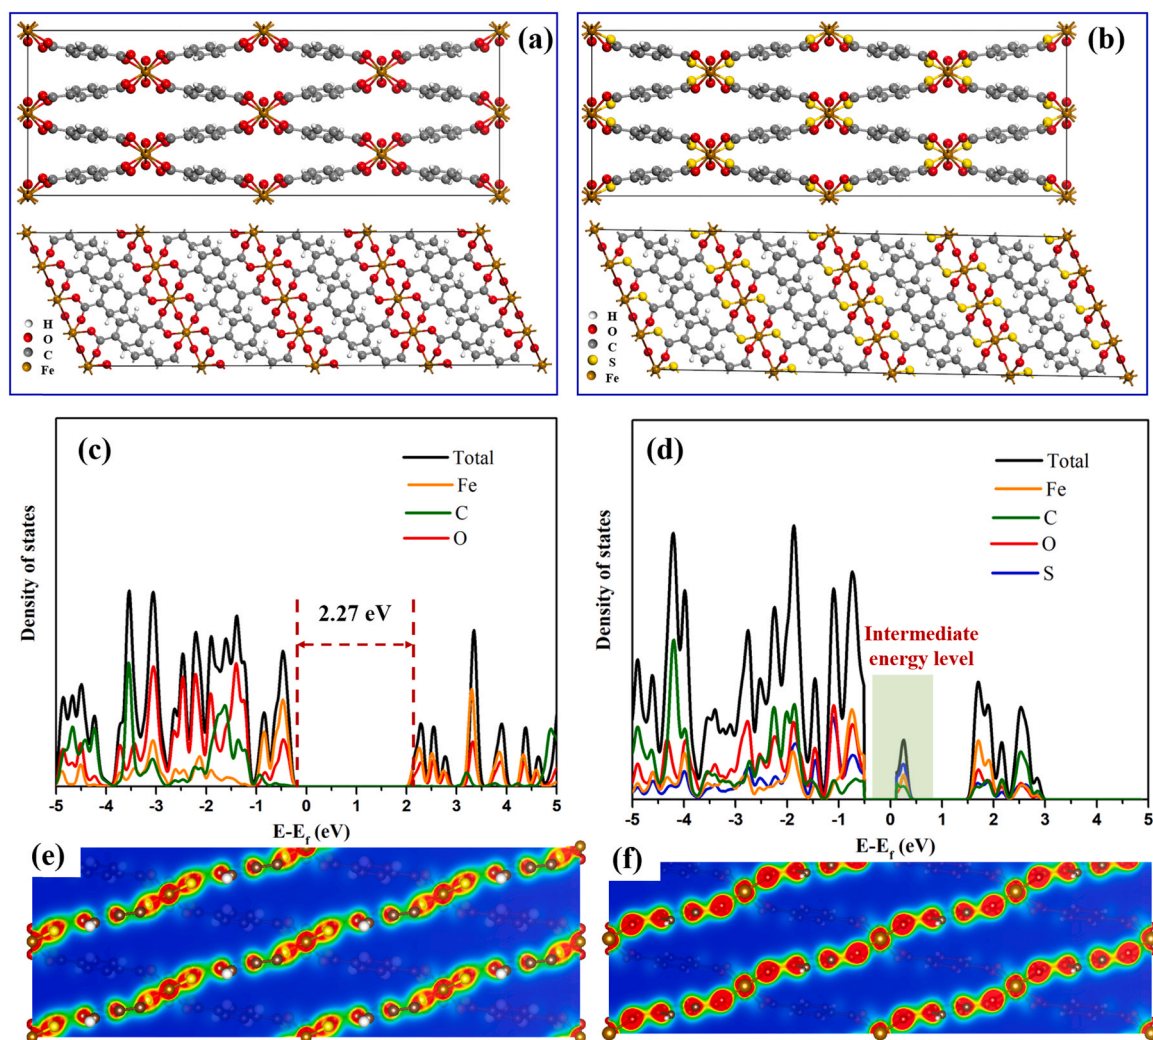 (a)
(b)
H
O
C
Fe
H
O
C
S
Fe
(c)
Total
Fe
C
O
2.27 eV
Density of states
-5 -4 -3 -2 -1 0 1 2 3 4 5
E-Ef (eV)
(d)
Total
Fe
C
O
S
Intermediate
energy level
Density of states
-5 -4 -3 -2 -1 0 1 2 3 4 5
E-Ef (eV)
(e)
(f)